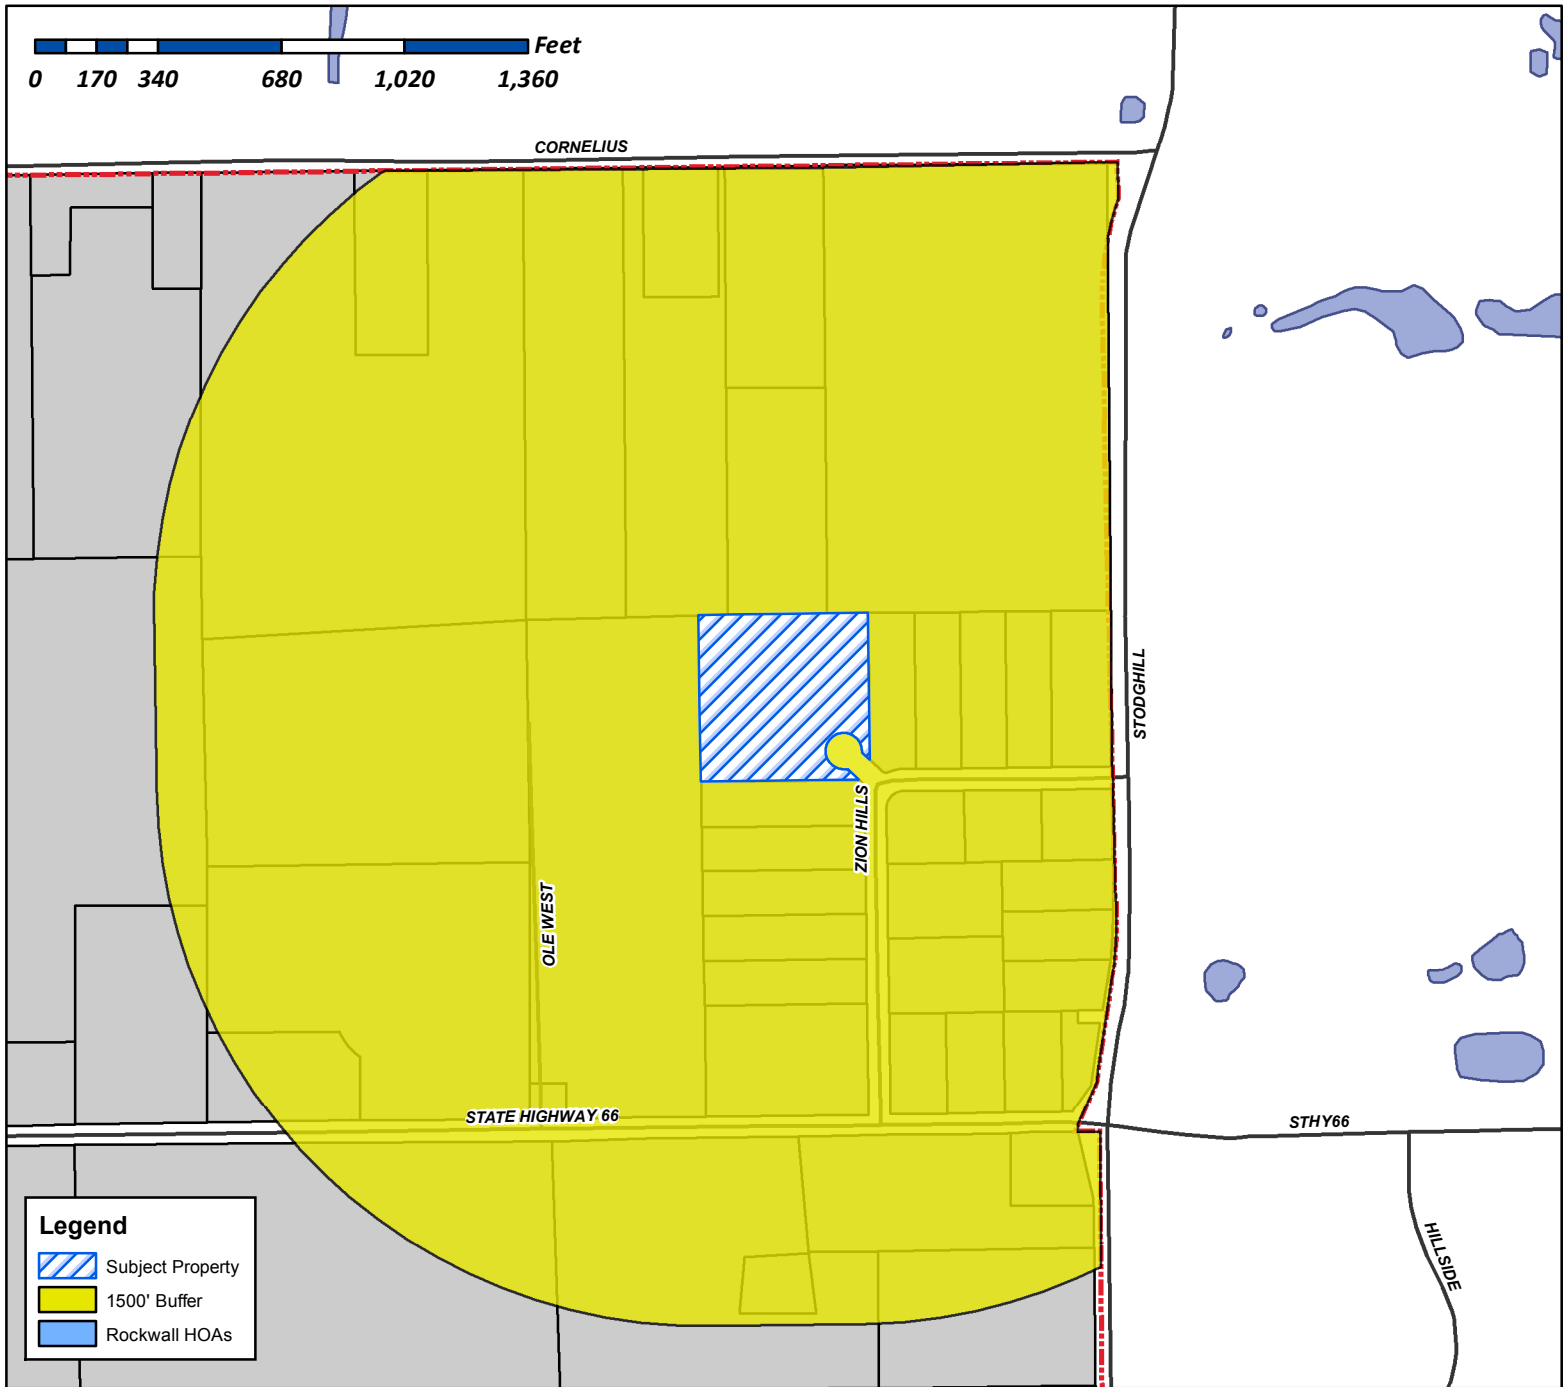 Feet
0 170 340 680 1,020 1,360
CORNELIUS
STODGHILL
ZION HILLS
OLE WEST
STATE HIGHWAY 66
STHY66
HILLSIDE
Legend
Subject Property
1500' Buffer
Rockwall HOAs